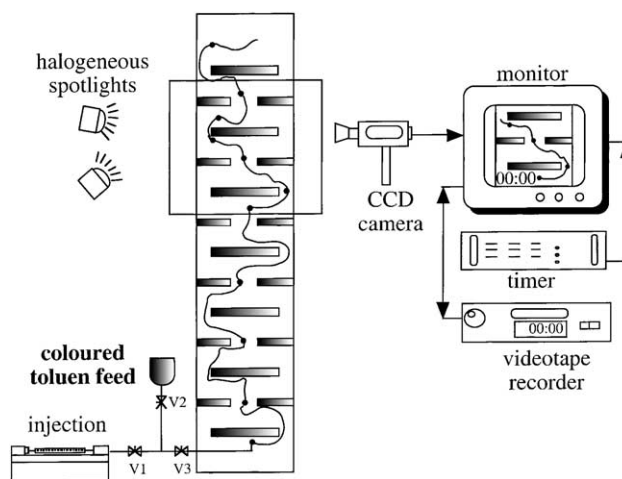 halogeneous
spotlights
monitor
00:00
CCD
camera
timer
00:00
videotape
recorder
coloured
toluen feed
V2
injection
V1
V3